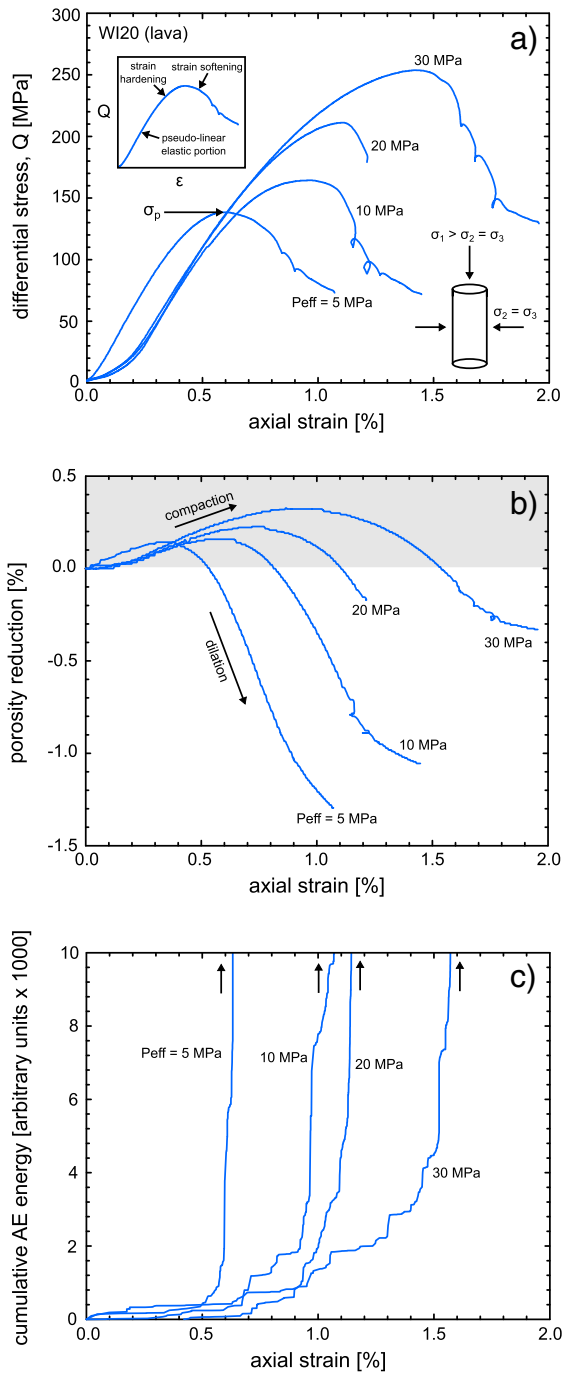 WI20 (lava)
a)
strain softening
strain
hardening
Q
pseudo-linear
elastic portion
ε
σp
30 MPa
20 MPa
10 MPa
Peff = 5 MPa
σ1 > σ2 = σ3
σ2 = σ3
differential stress, Q [MPa]
300
250
200
150
100
50
0
0.0
0.5
1.0
1.5
2.0
axial strain [%]
b)
compaction
dilation
20 MPa
30 MPa
10 MPa
Peff = 5 MPa
porosity reduction [%]
0.5
0.0
-0.5
-1.0
-1.5
0.0
0.5
1.0
1.5
2.0
axial strain [%]
c)
Peff = 5 MPa
10 MPa
20 MPa
30 MPa
cumulative AE energy [arbitrary units x 1000]
10
8
6
4
2
0
0.0
0.5
1.0
1.5
2.0
axial strain [%]